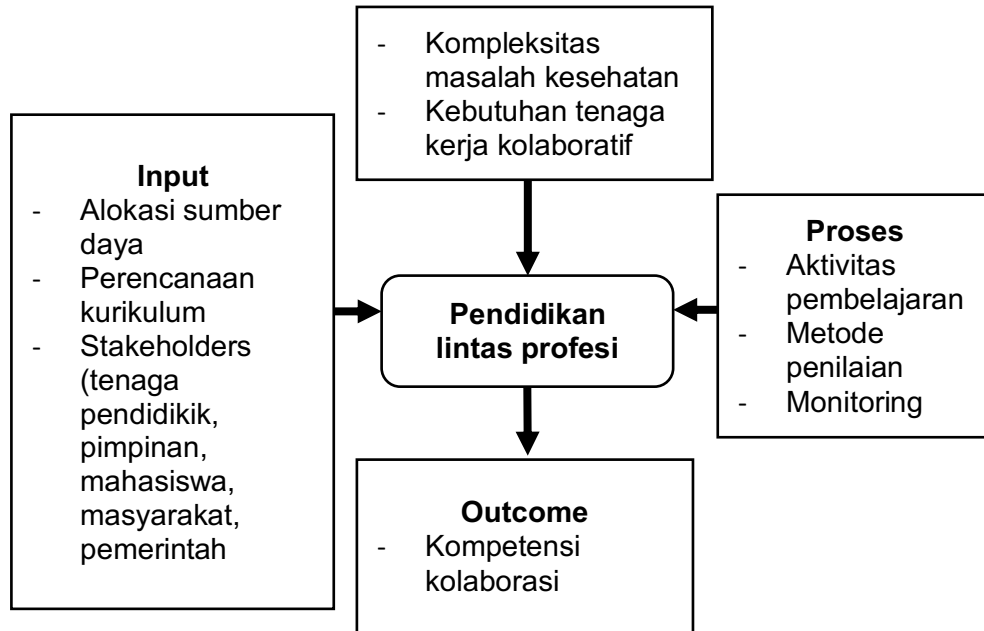 - Kompleksitas
masalah kesehatan
- Kebutuhan tenaga
kerja kolaboratif
Input
- Alokasi sumber
daya
- Perencanaan
kurikulum
- Stakeholders
(tenaga
pendidikik,
pimpinan,
mahasiswa,
masyarakat,
pemerintah
Pendidikan
lintas profesi
Proses
- Aktivitas
pembelajaran
- Metode
penilaian
- Monitoring
Outcome
- Kompetensi
kolaborasi